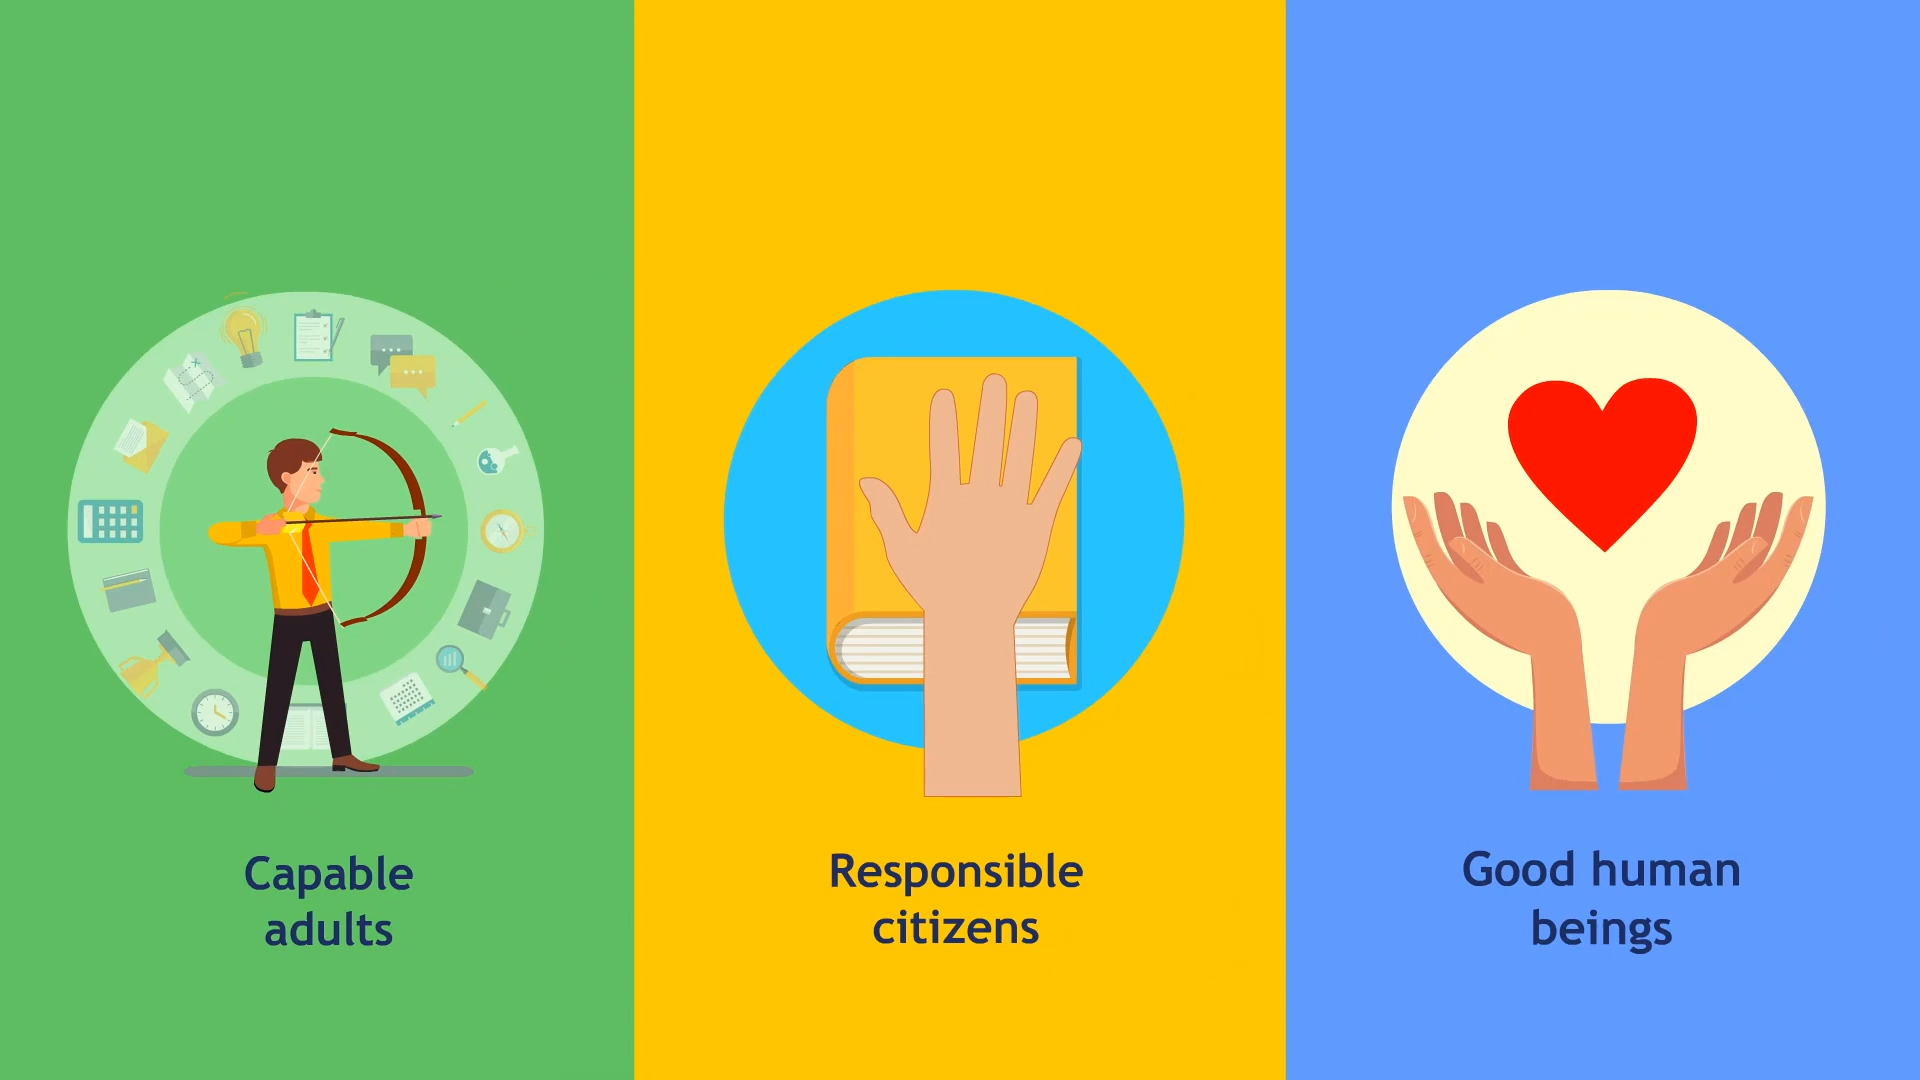 Capable
adults
Responsible
citizens
Good human
beings